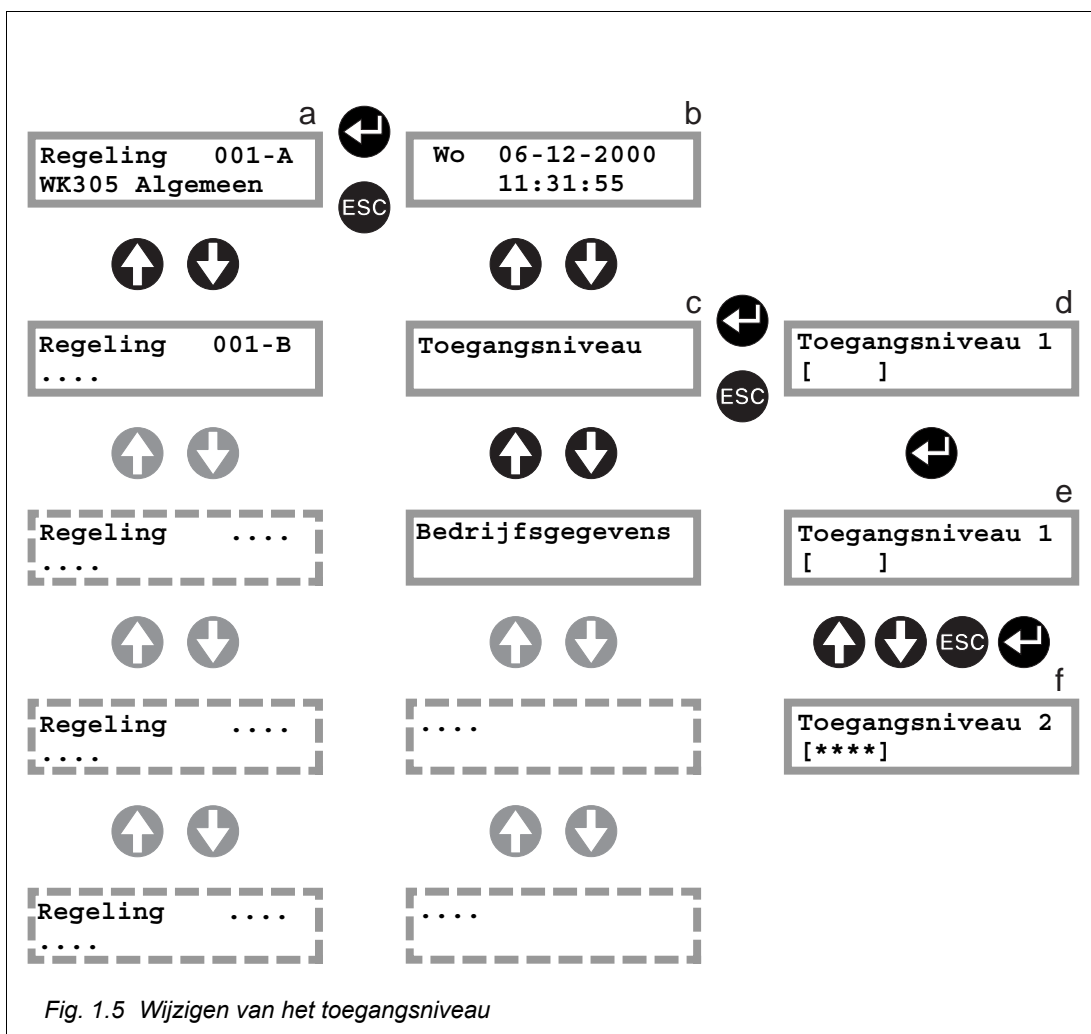 a
Regeling 001-A
WK305 Algemeen
ESC
b
Wo 06-12-2000
11:31:55
Regeling 001-B
....
c
Toegangsniveau
ESC
d
Toegangsniveau 1
[ ]
Regeling ....
....
Bedrijfsgegevens
e
Toegangsniveau 1
[ ]
ESC
Regeling ....
....
....
f
Toegangsniveau 2
[****]
Regeling ....
....
....
Fig. 1.5 Wijzigen van het toegangsniveau